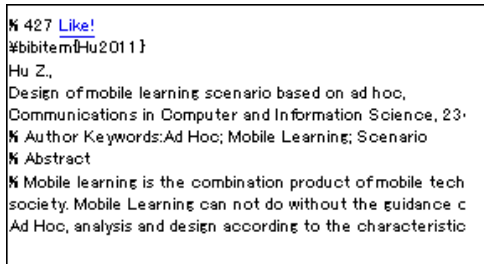 % 427 Like!
¥bibitem{Hu2011}
Hu Z.,
Design of mobile learning scenario based on ad hoc,
Communications in Computer and Information Science, 23
% Author Keywords:Ad Hoc; Mobile Learning; Scenario
% Abstract
% Mobile learning is the combination product of mobile tech
society. Mobile Learning can not do without the guidance
Ad Hoc, analysis and design according to the characteristic